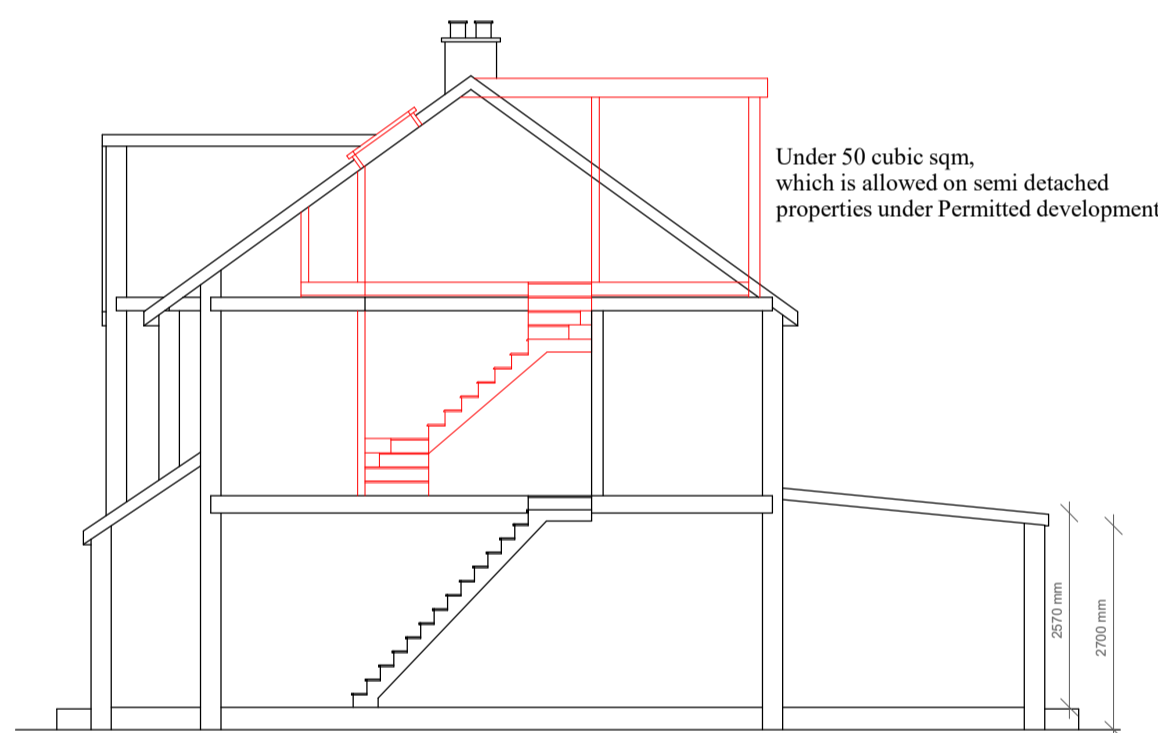 Under 50 cubic sqm,
which is allowed on semi detached
properties under Permitted development
2570 mm
2700 mm